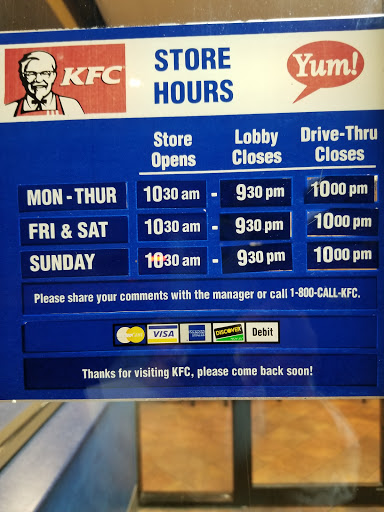 KFC
STORE HOURS
Yum!
Store Opens
Lobby Closes
Drive-Thru Closes
MON - THUR 1030 am - 930 pm 1000 pm
FRI & SAT 1030 am - 930 pm 1000 pm
SUNDAY 1030 am - 930 pm 1000 pm
Please share your comments with the manager or call 1-800-CALL-KFC.
VISA DISCOVER Debit
Thanks for visiting KFC, please come back soon!